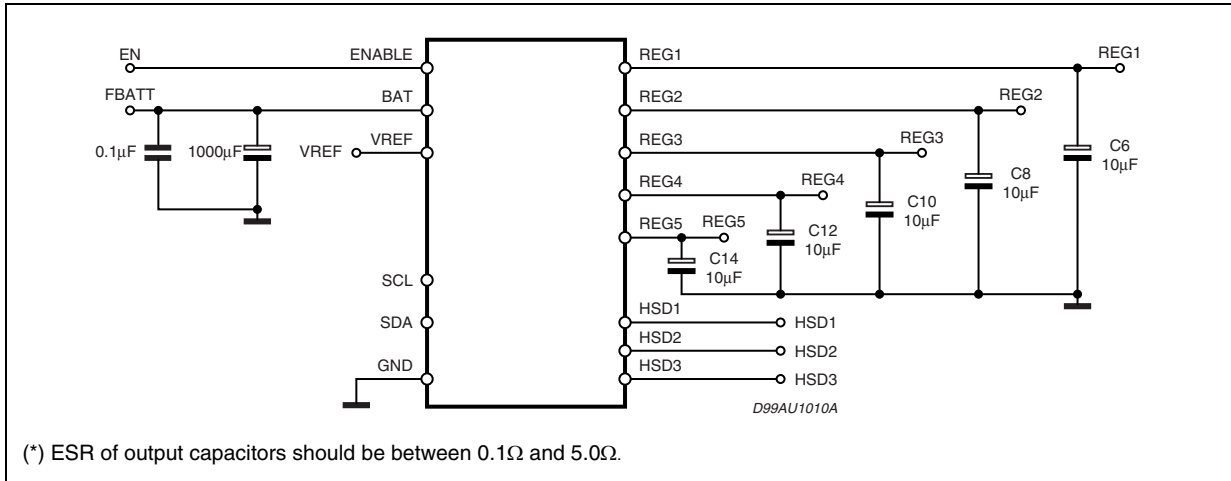 EN
ENABLE
FBATT
BAT
0.1μF
1000μF
VREF
VREF
SCL
SDA
GND
REG1
REG1
REG2
REG2
REG3
REG3
REG4
REG4
REG5
REG5
C6
10μF
C8
10μF
C10
10μF
C12
10μF
C14
10μF
HSD1
HSD1
HSD2
HSD2
HSD3
HSD3
D99AU1010A
(*) ESR of output capacitors should be between 0.1Ω and 5.0Ω.